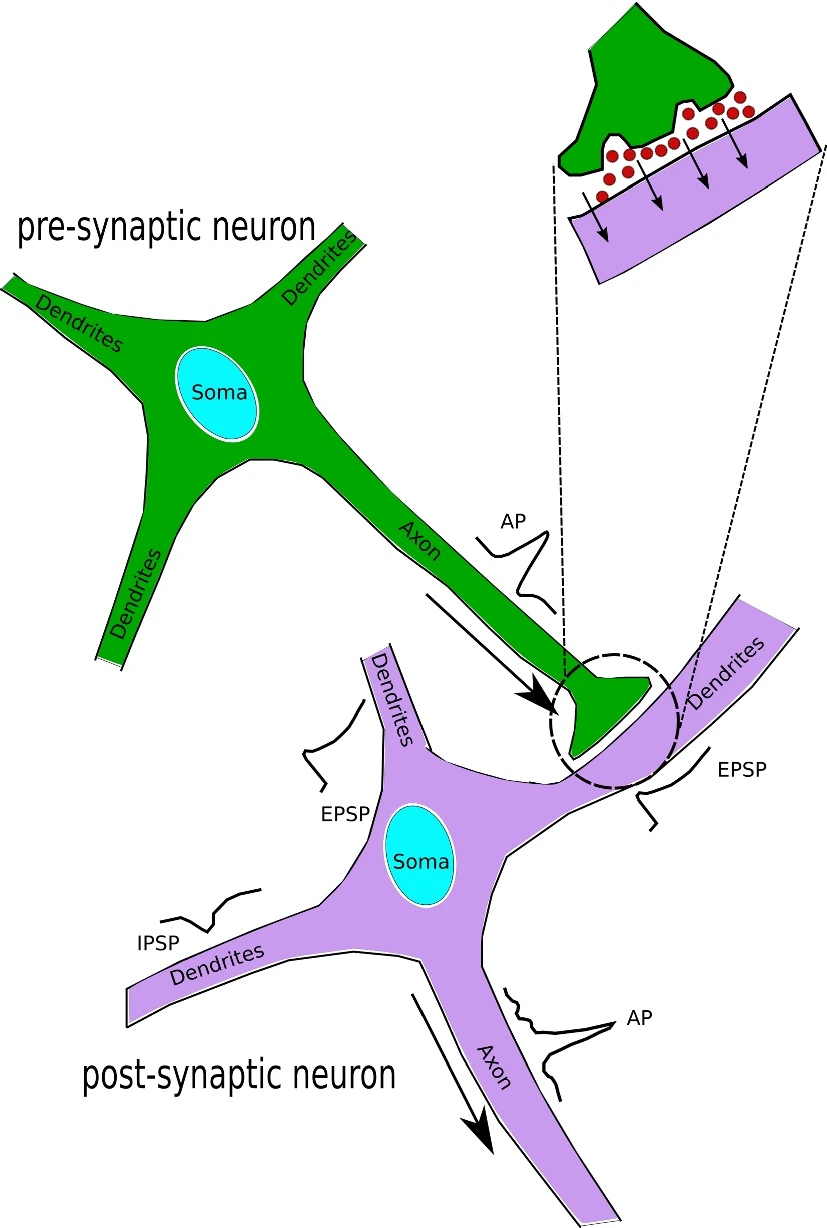 pre-synaptic neuron
Dendrites
Dendrites
Soma
Dendrites
Axon
AP
Dendrites
Dendrites
EPSP
EPSP
Soma
IPSP
Dendrites
AP
Axon
post-synaptic neuron